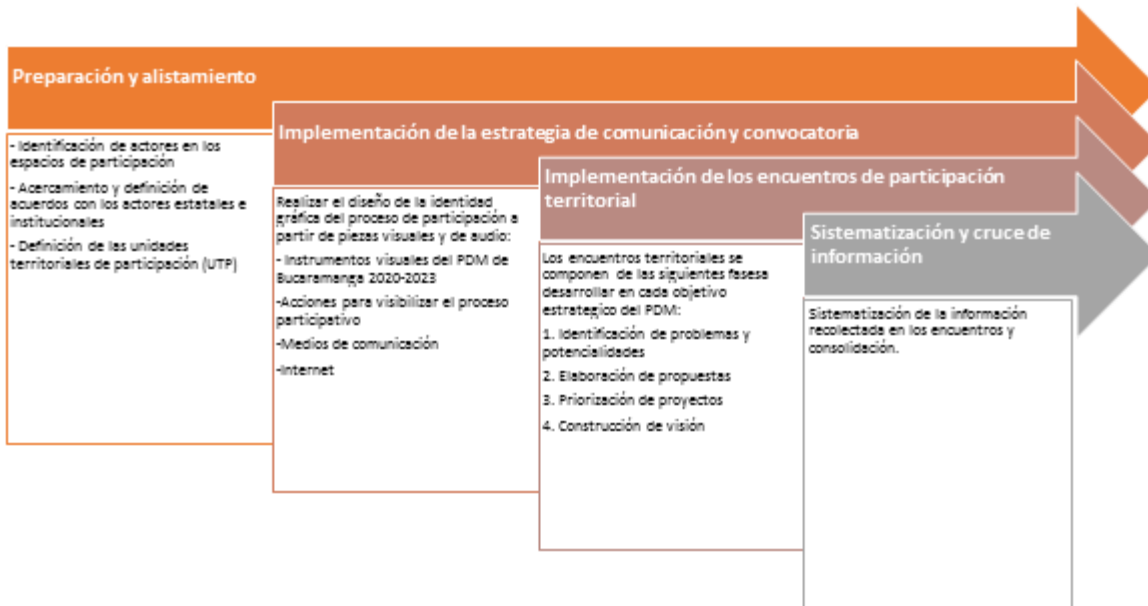 Preparación y alistamiento
- Identificación de actores en los
espacios de participación
- Acercamiento y definición de
acuerdos con los actores estatales e
institucionales
- Definición de las unidades
territoriales de participación (UTP)
Implementación de la estrategia de comunicación y convocatoria
Realizar el diseño de la identidad
gráfica del proceso de participación a
partir de piezas visuales y de audio:
- Instrumentos visuales del PDM de
Bucaramanga 2020-2023
-Acciones para visibilizar el proceso
participativo
-Medios de comunicación
-Internet
Implementación de los encuentros de participación
territorial
Los encuentros territoriales se
componen de las siguientes fasesa
desarrollar en cada objetivo
estrategico del PDM:
1. Identificación de problemas y
potencialidades
2. Elaboración de propuestas
3. Priorización de proyectos
4. Construcción de visión
Sistematización y cruce de
información
Sistematización de la información
recolectada en los encuentros y
consolidación.